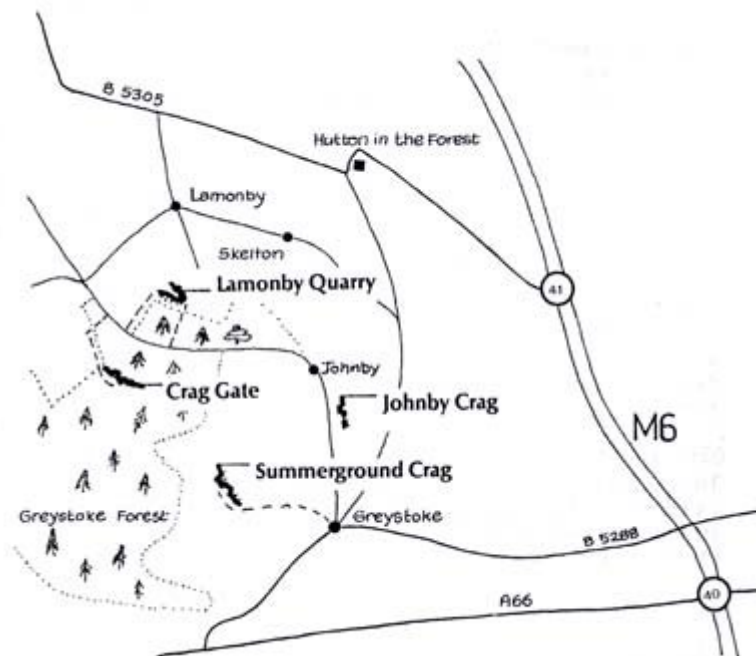 B 5305
Hutton in the Forest
Lamonby
Skelton
41
Lamonby Quarry
Johnby
Crag Gate
Johnby Crag
M6
Summerground Crag
Greystoke Forest
Greystoke
B 5288
40
A66